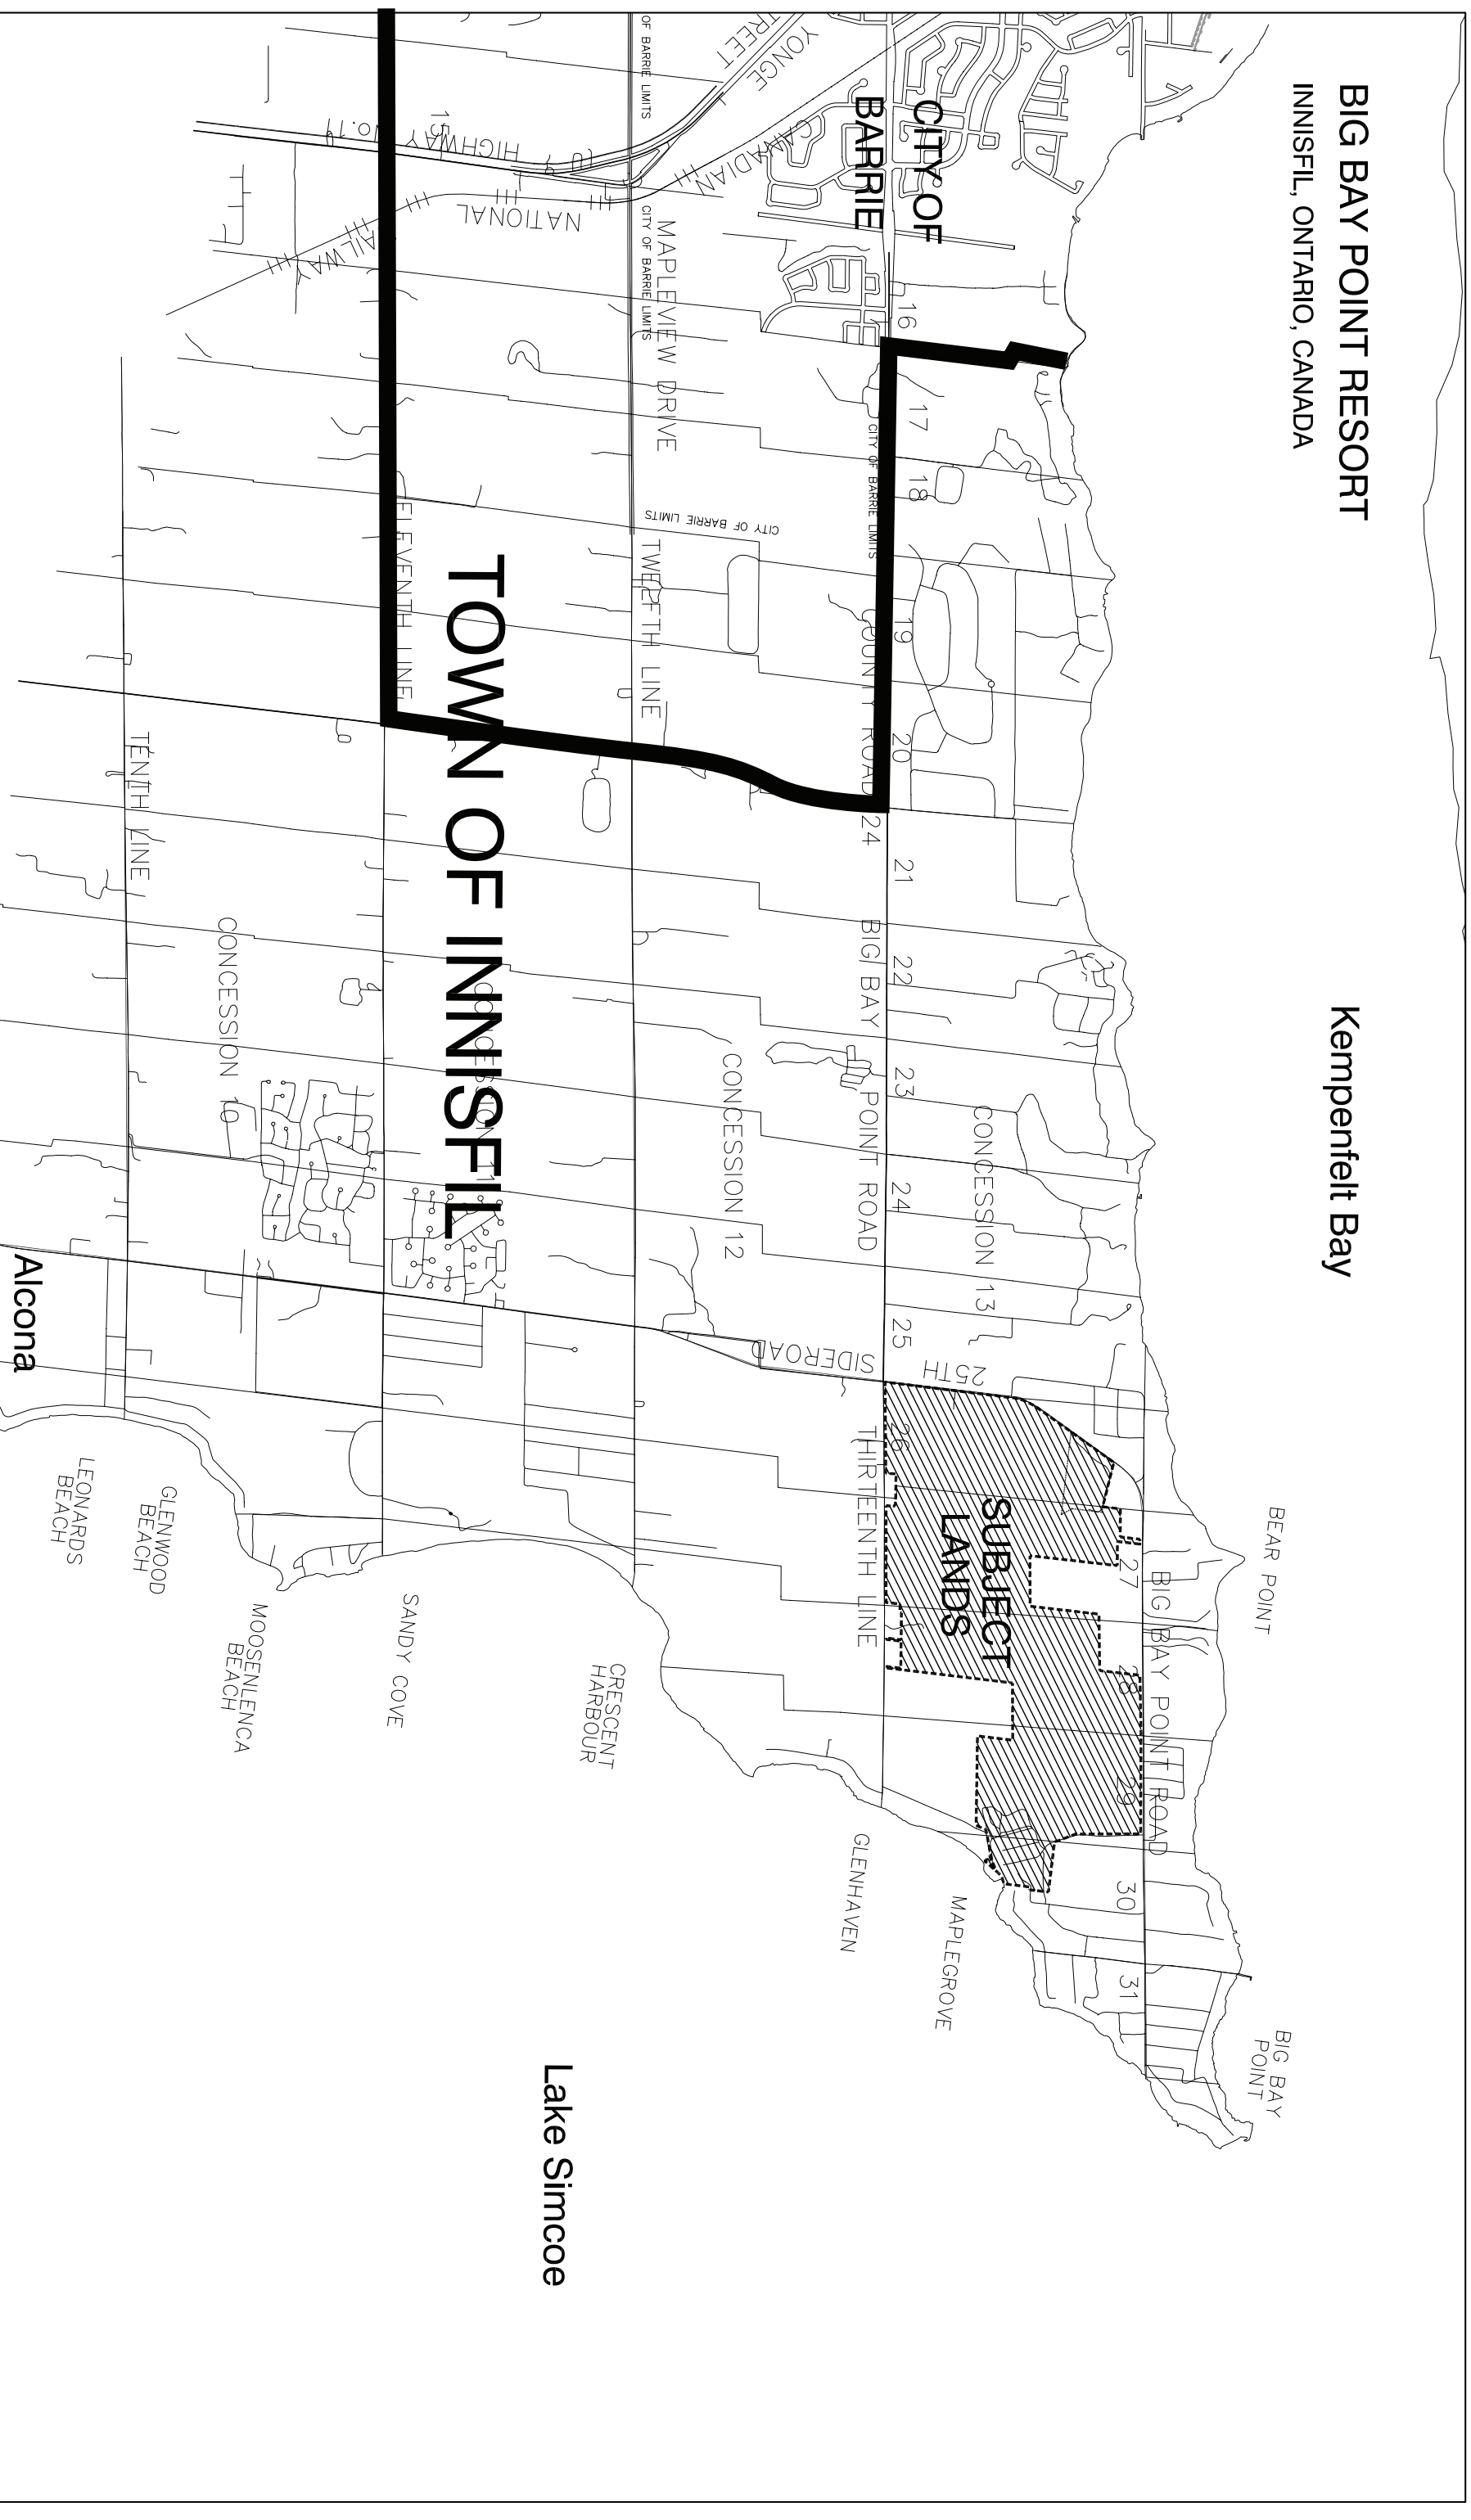 BIG BAY POINT RESORT
INNISFIL, ONTARIO, CANADA
Kempenfelt Bay
BEAR POINT
BIG BAY
POINT
CITY OF
BARRIE
16
17
18
19
20
21
22
23
24
25
26
27
28
29
30
31
BIG BAY POINT ROAD
CONCESSION 13
25TH
SIDEROAD
SUBJECT
LANDS
MAPLEGROVE
CITY OF BARRIE LIMITS
COUNTY ROAD 24
BIG BAY POINT ROAD
THIRTEENTH LINE
GLENHAVEN
YONGE
STREET
CANADIAN
NATIONAL
RAILWAY
CONCESSION 12
CITY OF BARRIE LIMITS
OF BARRIE LIMITS
CITY OF BARRIE LIMITS
MAPLEVIEW DRIVE
TWELFTH LINE
CRESCENT
HARBOUR
Lake Simcoe
HIGHWAY No.11
15
TOWN OF INNISFIL
CONCESSION 11
ELEVENTH LINE
SANDY COVE
CONCESSION 10
MOOSENLENCA
BEACH
TENTH LINE
GLENWOOD
BEACH
LEONARDS
BEACH
Alcona